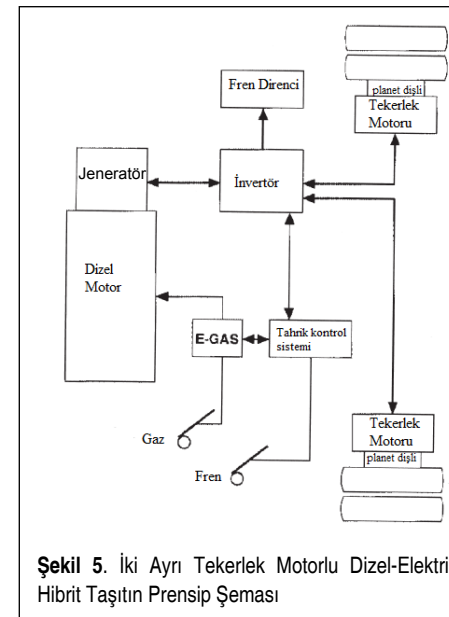 planet dişli
Tekerlek
Motoru
Fren Direnci
Jeneratör
İnvertör
Dizel
Motor
E-GAS
Tahrik kontrol
sistemi
Gaz
Fren
Tekerlek
Motoru
planet dişli
Şekil 5. İki Ayrı Tekerlek Motorlu Dizel-Elektri
Hibrit Taşıtın Prensip Şeması